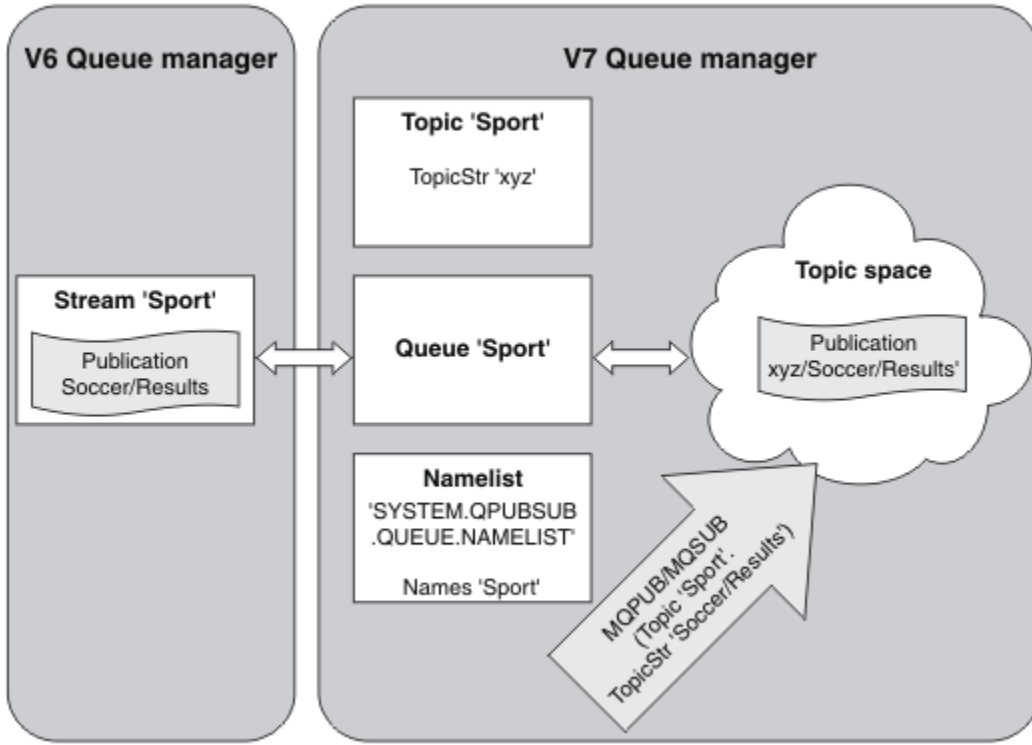 V6 Queue manager
Stream 'Sport'
Publication
Soccer/Results
V7 Queue manager
Topic 'Sport'
TopicStr 'xyz'
Queue 'Sport'
Namelist
'SYSTEM.QPUBSUB
.QUEUE.NAMELIST'
Names 'Sport'
Topic space
Publication
xyz/Soccer/Results'
MQPUB/MQSUB
(Topic 'Sport'.
TopicStr 'Soccer/Results')